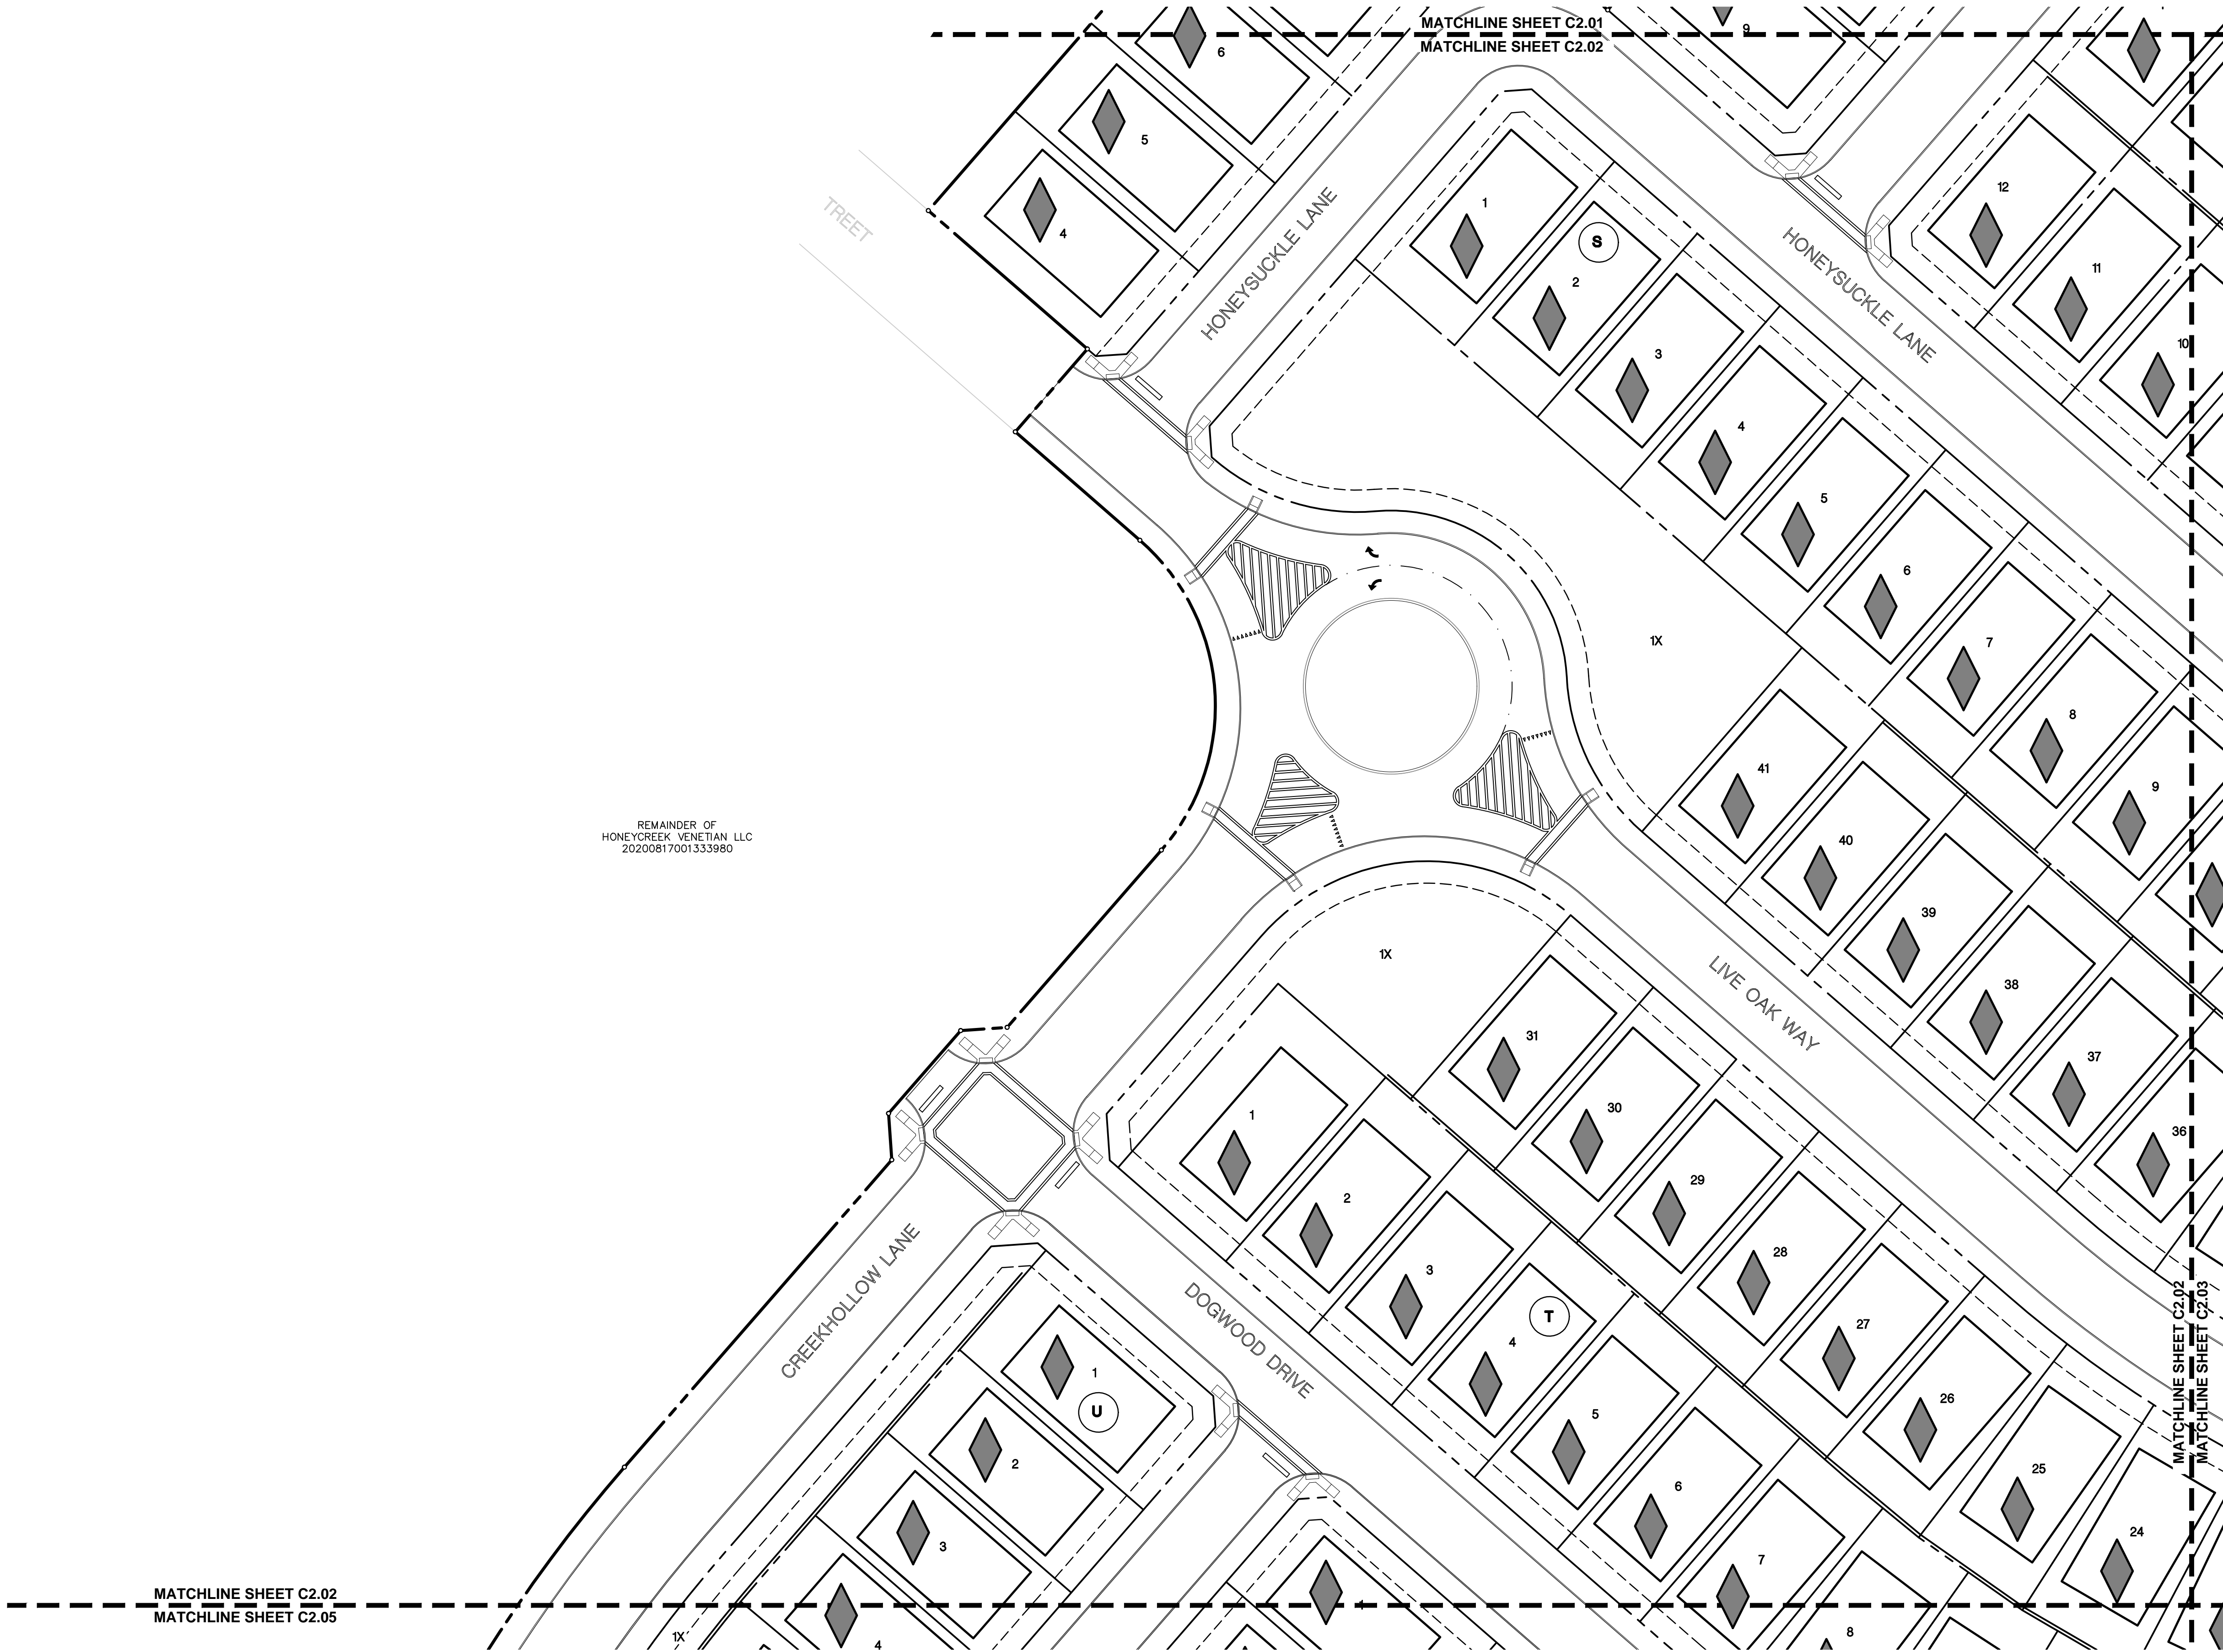 MATCHLINE SHEET C2.01
MATCHLINE SHEET C2.02
6
9
5
4
TREET
HONEYSUCKLE LANE
1
S
2
3
4
5
6
7
8
9
12
11
10
HONEYSUCKLE LANE
1X
41
40
39
38
37
36
REMAINDER OF
HONEYCREEK VENETIAN LLC
20200817001333980
1X
LIVE OAK WAY
31
30
29
28
27
26
25
24
1
2
3
T
4
5
6
7
8
CREEKHOLLOW LANE
DOGWOOD DRIVE
1
U
2
3
4
1X
MATCHLINE SHEET C2.02
MATCHLINE SHEET C2.03
MATCHLINE SHEET C2.02
MATCHLINE SHEET C2.05